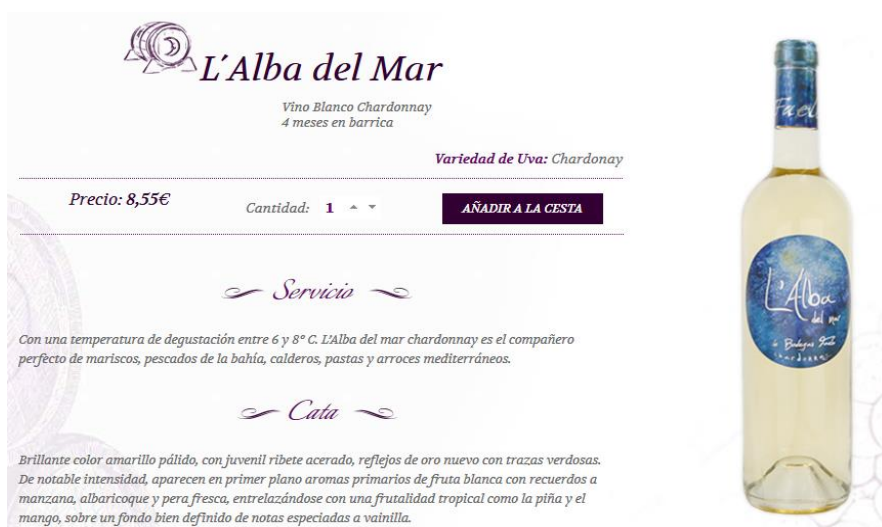 L´Alba del Mar
Vino Blanco Chardonnay
4 meses en barrica
Variedad de Uva: Chardonay
Precio: 8,55€
Cantidad: 1
AÑADIR A LA CESTA
Servicio
Con una temperatura de degustación entre 6 y 8º C. L'Alba del mar chardonnay es el compañero
perfecto de mariscos, pescados de la bahía, calderos, pastas y arroces mediterráneos.
Cata
Brillante color amarillo pálido, con juvenil ribete acerado, reflejos de oro nuevo con trazas verdosas.
De notable intensidad, aparecen en primer plano aromas primarios de fruta blanca con recuerdos a
manzana, albaricoque y pera fresca, entrelazándose con una frutalidad tropical como la piña y el
mango, sobre un fondo bien definido de notas especiadas a vainilla.
L'Alba
del mar
de Bodegas Faelo
chardonnay